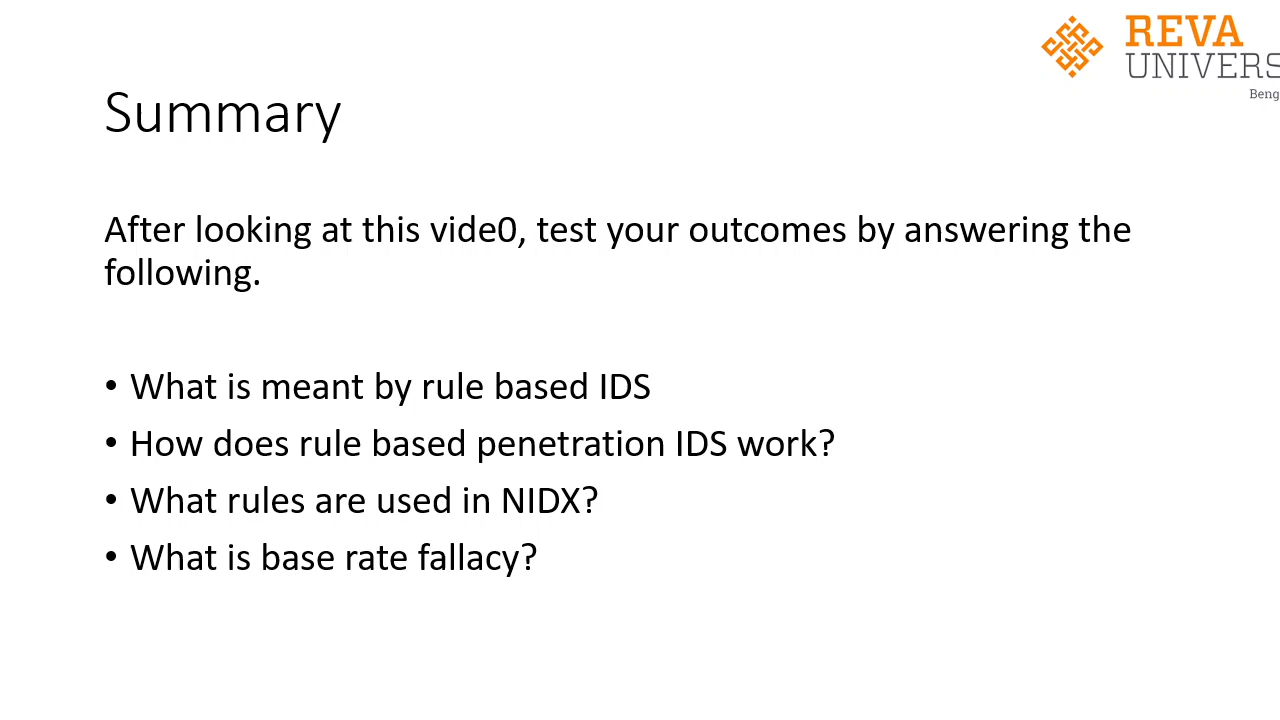 REVA
UNIVERS
Beng
Summary
After looking at this vide0, test your outcomes by answering the
following.
• What is meant by rule based IDS
• How does rule based penetration IDS work?
• What rules are used in NIDX?
• What is base rate fallacy?